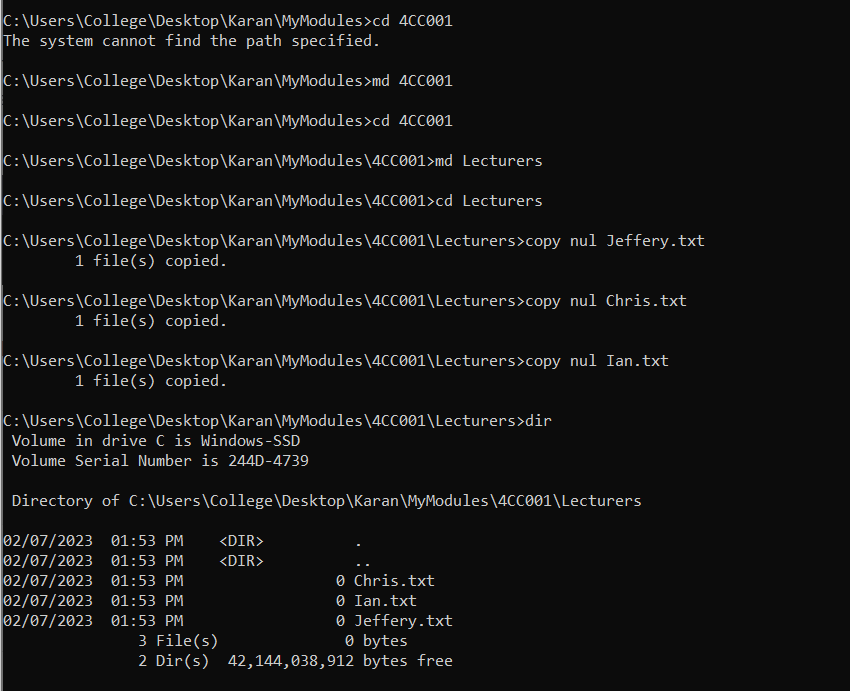 C:\Users\College\Desktop\Karan\MyModules>cd 4CC001
The system cannot find the path specified.
C:\Users\College\Desktop\Karan\MyModules>md 4CC001
C:\Users\College\Desktop\Karan\MyModules>cd 4CC001
C:\Users\College\Desktop\Karan\MyModules\4CC001>md Lecturers
C:\Users\College\Desktop\Karan\MyModules\4CC001>cd Lecturers
C:\Users\College\Desktop\Karan\MyModules\4CC001\Lecturers>copy nul Jeffery.txt
        1 file(s) copied.
C:\Users\College\Desktop\Karan\MyModules\4CC001\Lecturers>copy nul Chris.txt
        1 file(s) copied.
C:\Users\College\Desktop\Karan\MyModules\4CC001\Lecturers>copy nul Ian.txt
        1 file(s) copied.
C:\Users\College\Desktop\Karan\MyModules\4CC001\Lecturers>dir
 Volume in drive C is Windows-SSD
 Volume Serial Number is 244D-4739
 Directory of C:\Users\College\Desktop\Karan\MyModules\4CC001\Lecturers
02/07/2023  01:53 PM    <DIR>          .
02/07/2023  01:53 PM    <DIR>          ..
02/07/2023  01:53 PM                 0 Chris.txt
02/07/2023  01:53 PM                 0 Ian.txt
02/07/2023  01:53 PM                 0 Jeffery.txt
               3 File(s)              0 bytes
               2 Dir(s)  42,144,038,912 bytes free